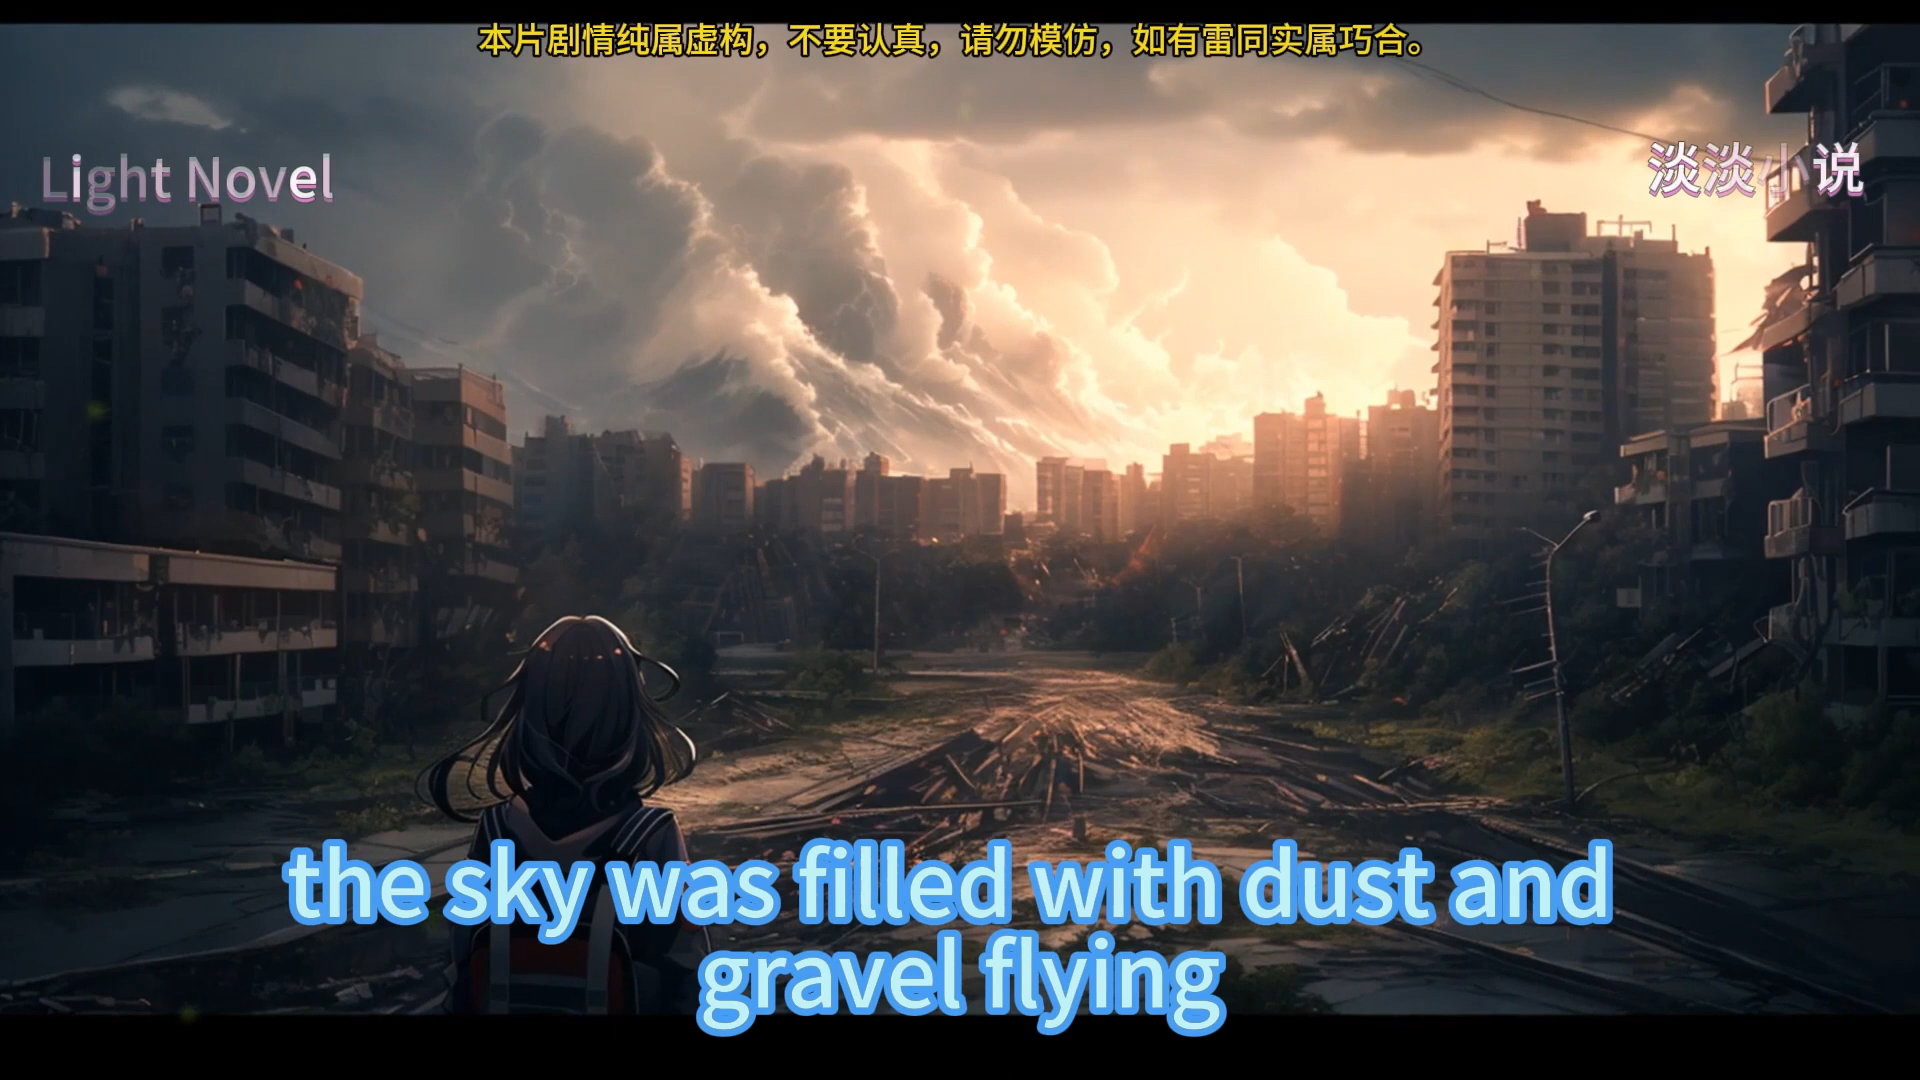 本片剧情纯属虚构，不要认真，请勿模仿，如有雷同实属巧合。
Light Novel
淡淡小说
the sky was filled with dust and
gravel flying